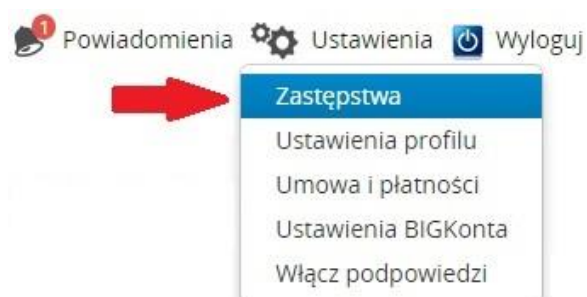 1
Powiadomienia Ustawienia Wyloguj
Zastępstwa
Ustawienia profilu
Umowa i płatności
Ustawienia BIGKonta
Włącz podpowiedzi